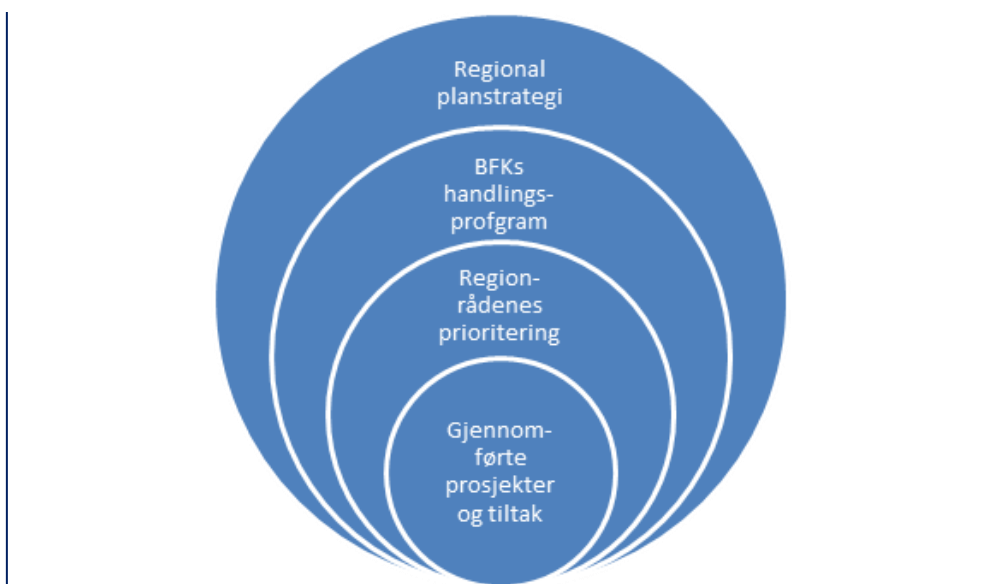 Regional
planstrategi
BFKs
handlings-
profgram
Region-
rådenes
prioritering
Gjennom-
førte
prosjekter
og tiltak